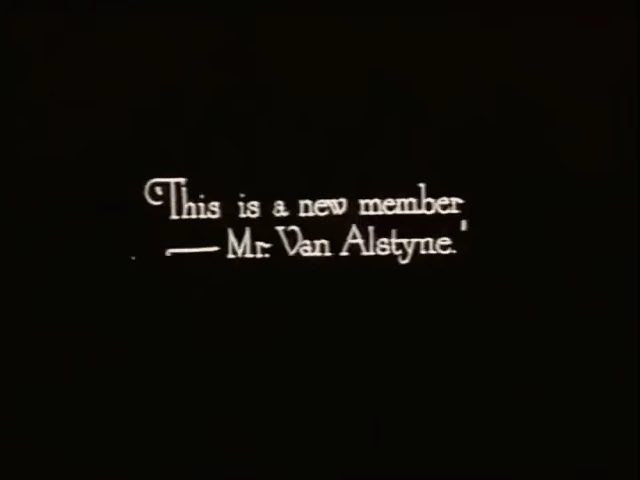 This is a new member
— Mr. Van Alstyne."